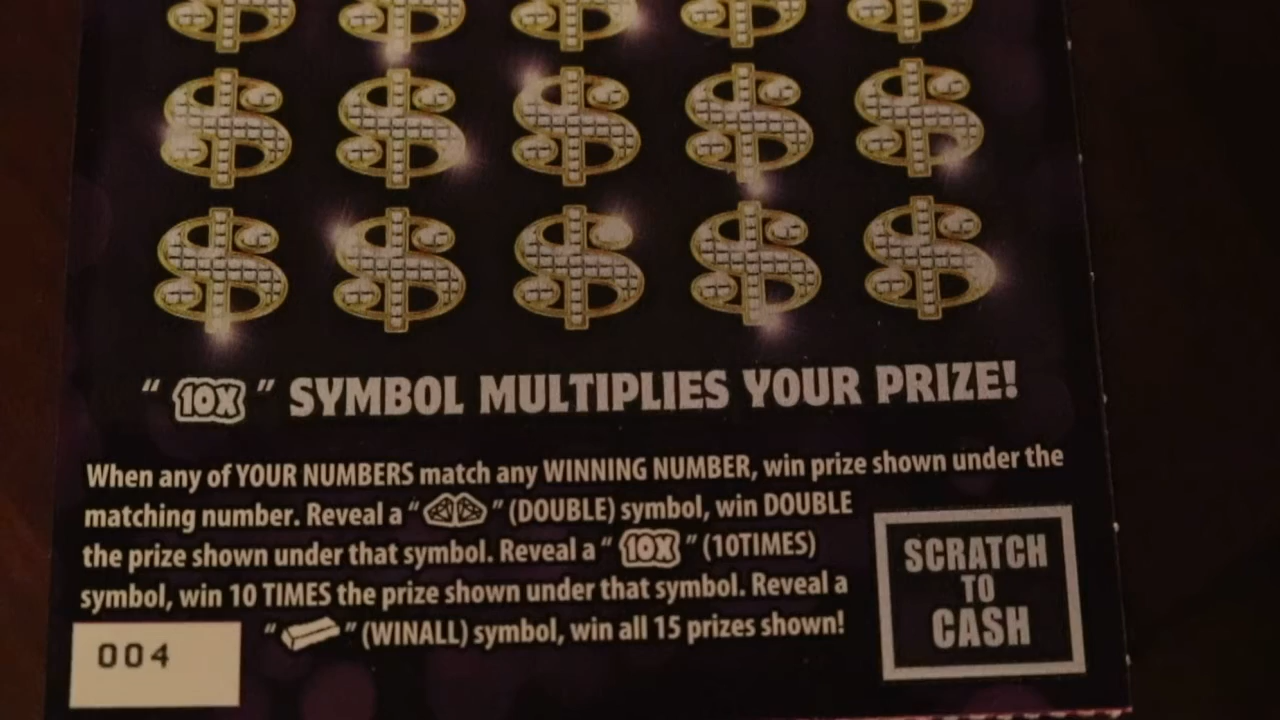 " 10X " SYMBOL MULTIPLIES YOUR PRIZE!
When any of YOUR NUMBERS match any WINNING NUMBER, win prize shown under the
matching number. Reveal a " " (DOUBLE) symbol, win DOUBLE
the prize shown under that symbol. Reveal a " 10X " (10TIMES)
symbol, win 10 TIMES the prize shown under that symbol. Reveal a
" " (WINALL) symbol, win all 15 prizes shown!
SCRATCH
TO
CASH
004